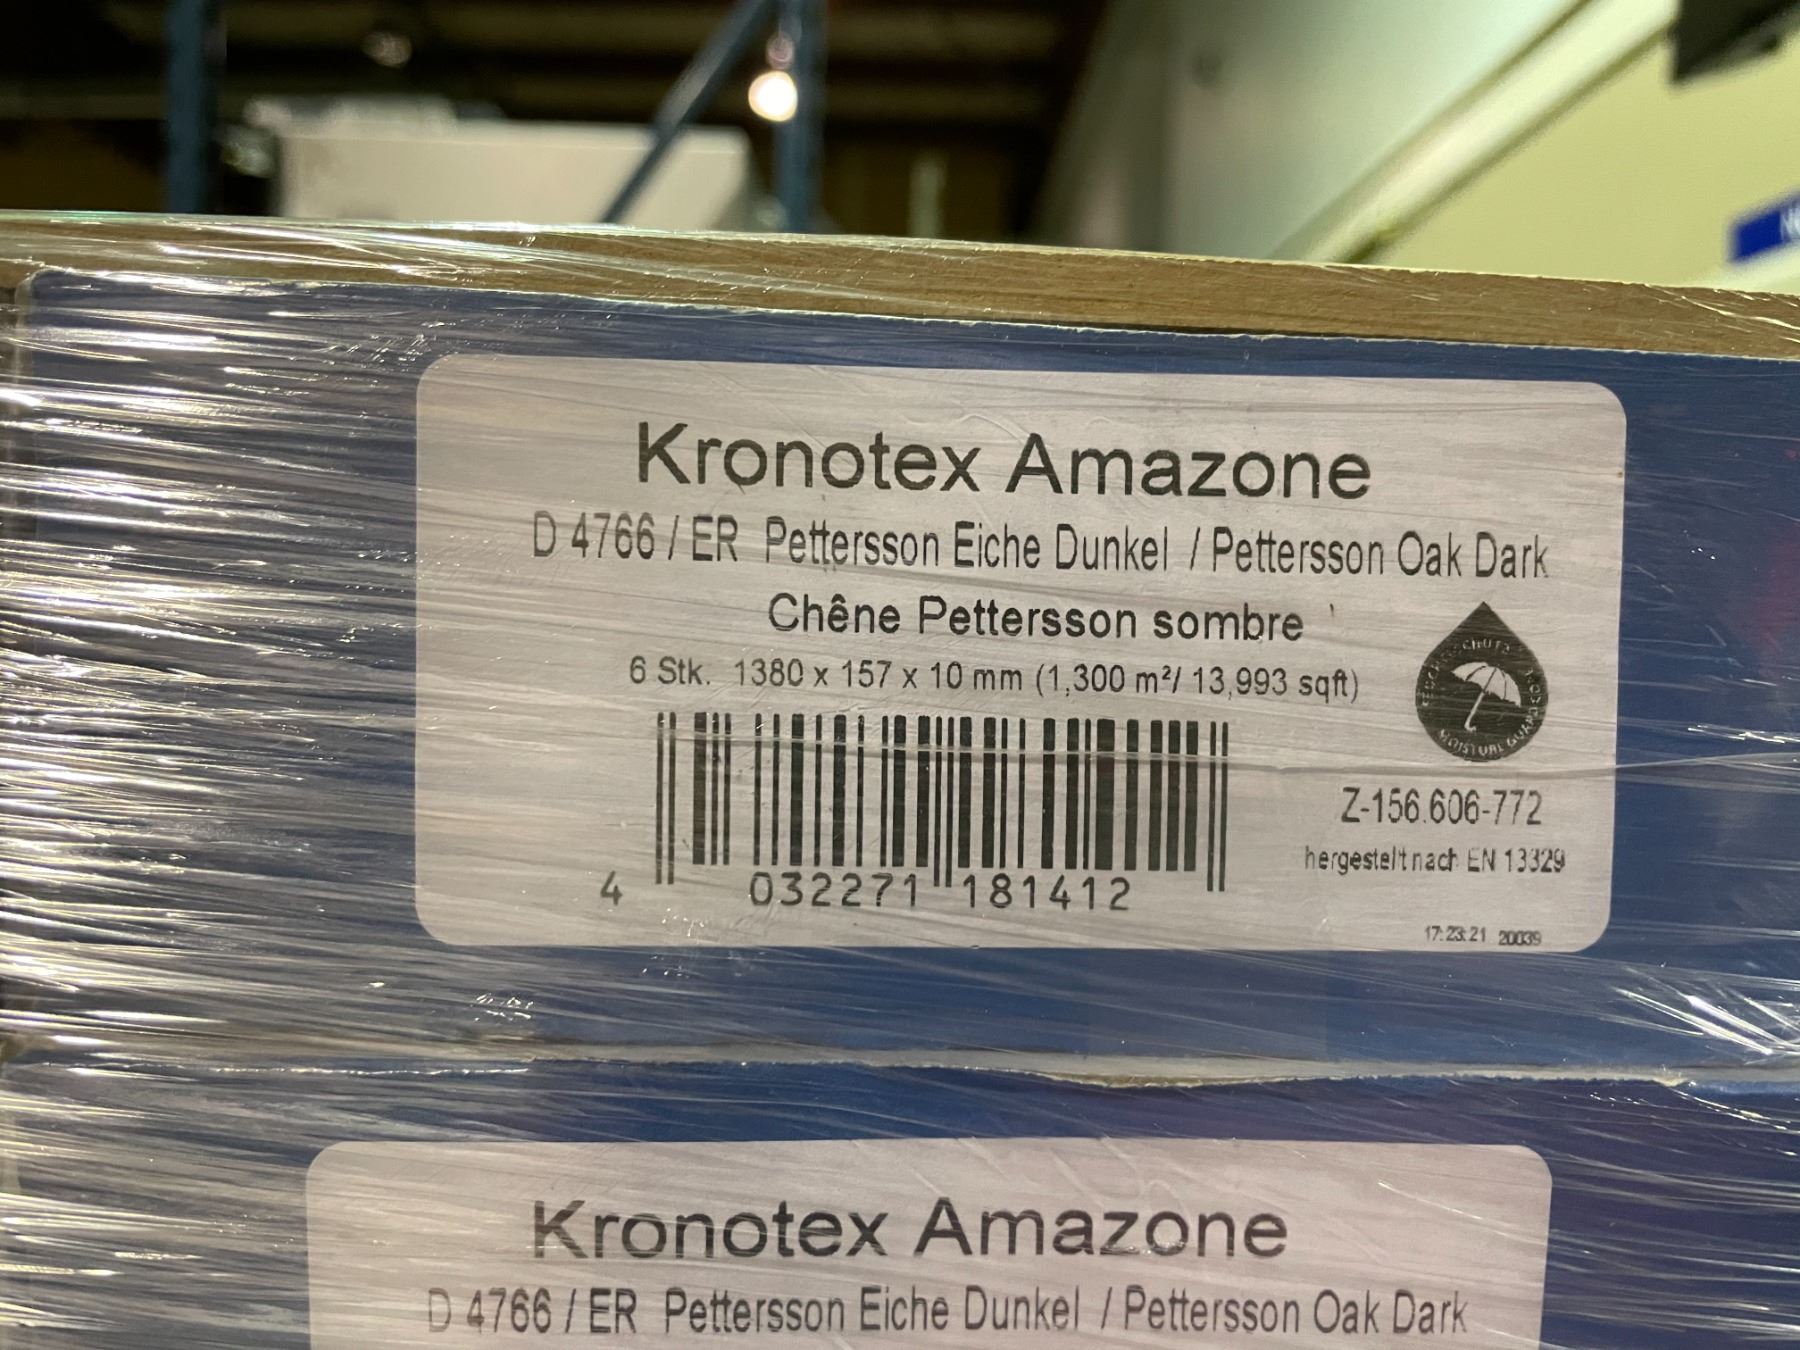 Kronotex Amazone
D 4766 / ER Pettersson Eiche Dunkel / Pettersson Oak Dark
Chêne Pettersson sombre
6 Stk. 1380 x 157 x 10 mm (1,300 m²/ 13,993 sqft)
MOISTURE GUARD
4 032271 181412
Z-156.606-772
hergestellt nach EN 13329
17:23:21 20039
Kronotex Amazone
D 4766 / ER Pettersson Eiche Dunkel / Pettersson Oak Dark